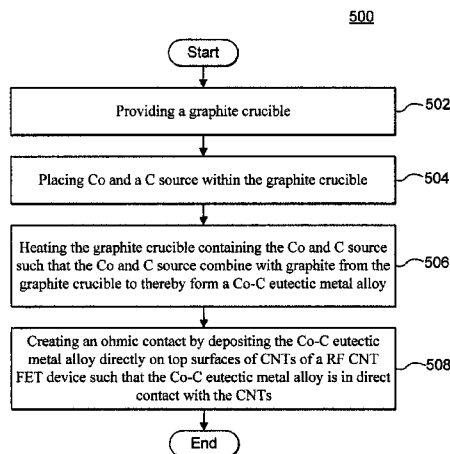 500
Start
Providing a graphite crucible
502
Placing Co and a C source within the graphite crucible
504
Heating the graphite crucible containing the Co and C source
such that the Co and C source combine with graphite from the
graphite crucible to thereby form a Co-C eutectic metal alloy
506
Creating an ohmic contact by depositing the Co-C eutectic
metal alloy directly on top surfaces of CNTs of a RF CNT
FET device such that the Co-C eutectic metal alloy is in direct
contact with the CNTs
508
End